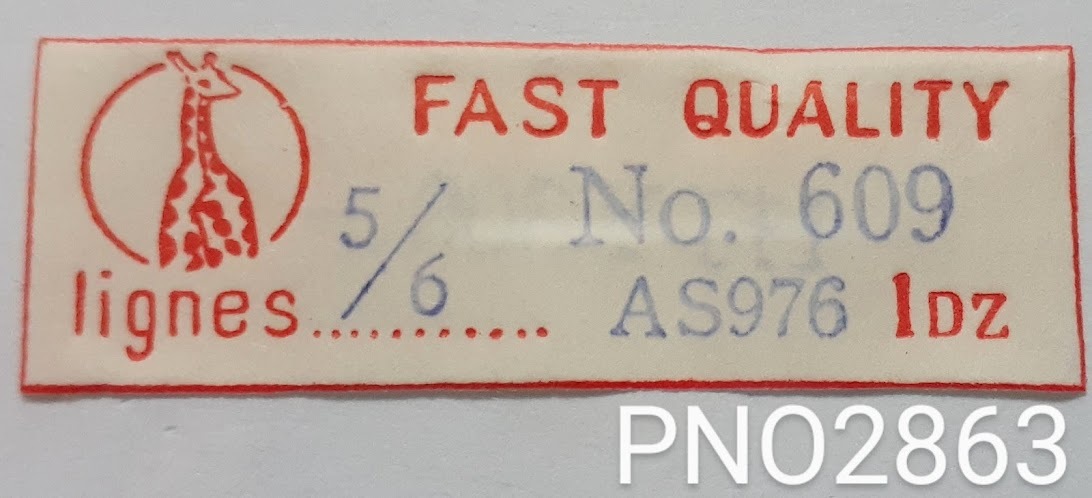 FAST QUALITY
No. 609
lignes 5/6...........
AS976 1DZ
PNO2863